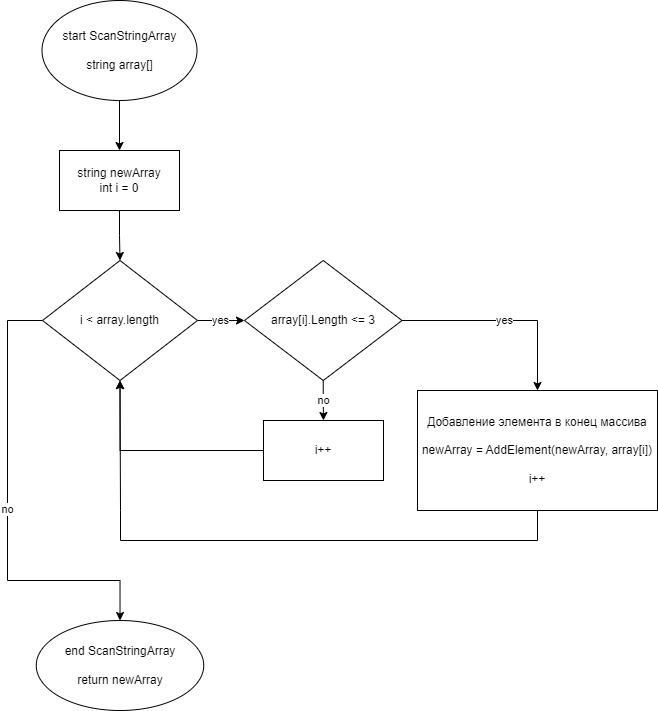 start ScanStringArray
string array[]
string newArray
int i = 0
i < array.length
yes
array[i].Length <= 3
yes
no
i++
Добавление элемента в конец массива
newArray = AddElement(newArray, array[i])
i++
no
end ScanStringArray
return newArray